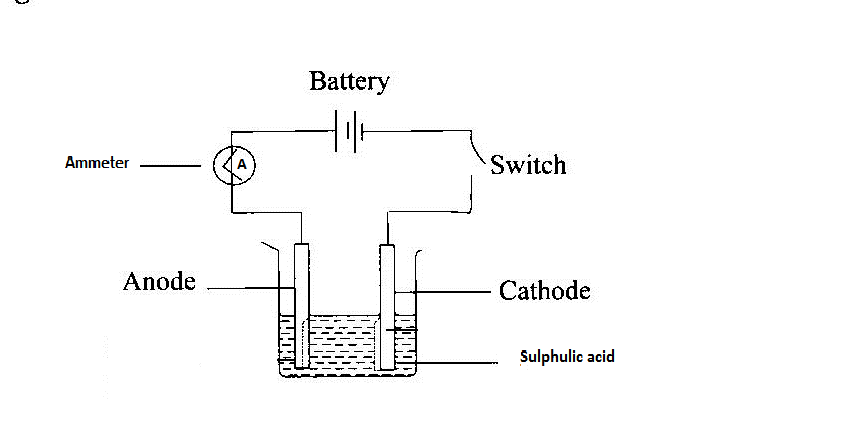 Battery
Ammeter
A
Switch
Anode
Cathode
Sulphulic acid